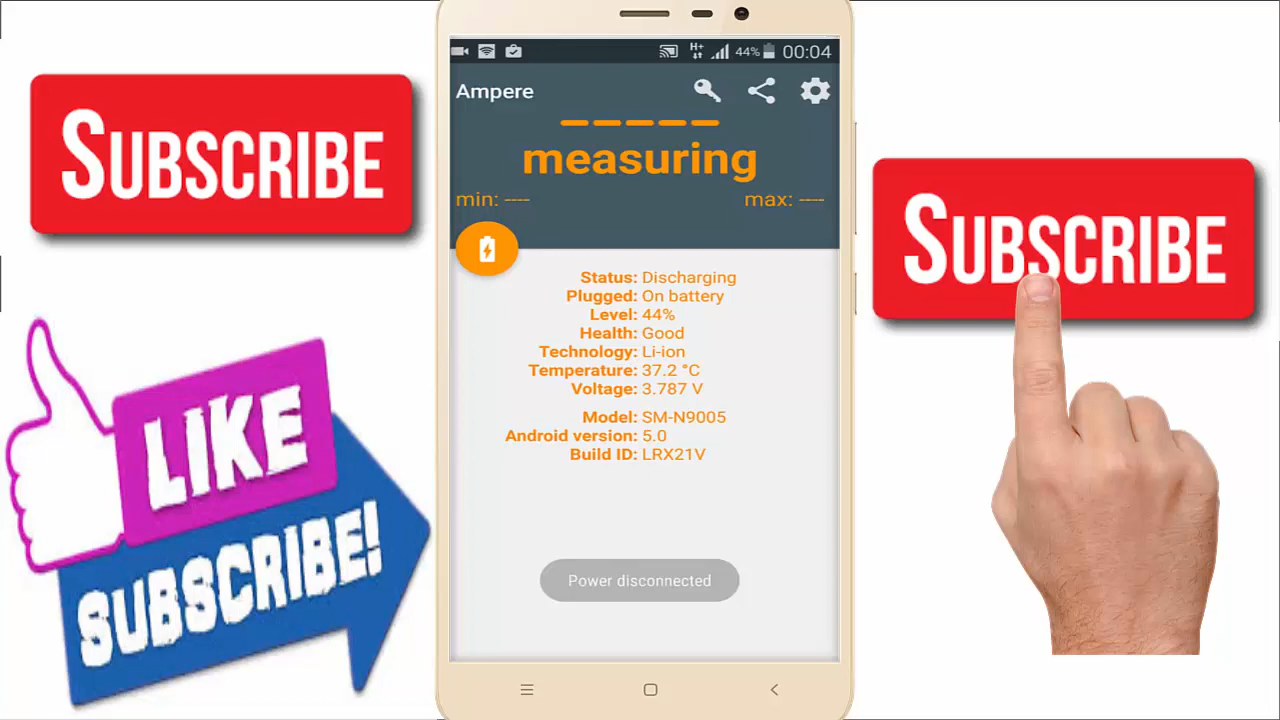 SUBSCRIBE
LIKE
SUBSCRIBE!
H+ 44% 00:04
Ampere
measuring
min: ---- max: ----
Status: Discharging
Plugged: On battery
Level: 44%
Health: Good
Technology: Li-ion
Temperature: 37.2 °C
Voltage: 3.787 V
Model: SM-N9005
Android version: 5.0
Build ID: LRX21V
Power disconnected
SUBSCRIBE